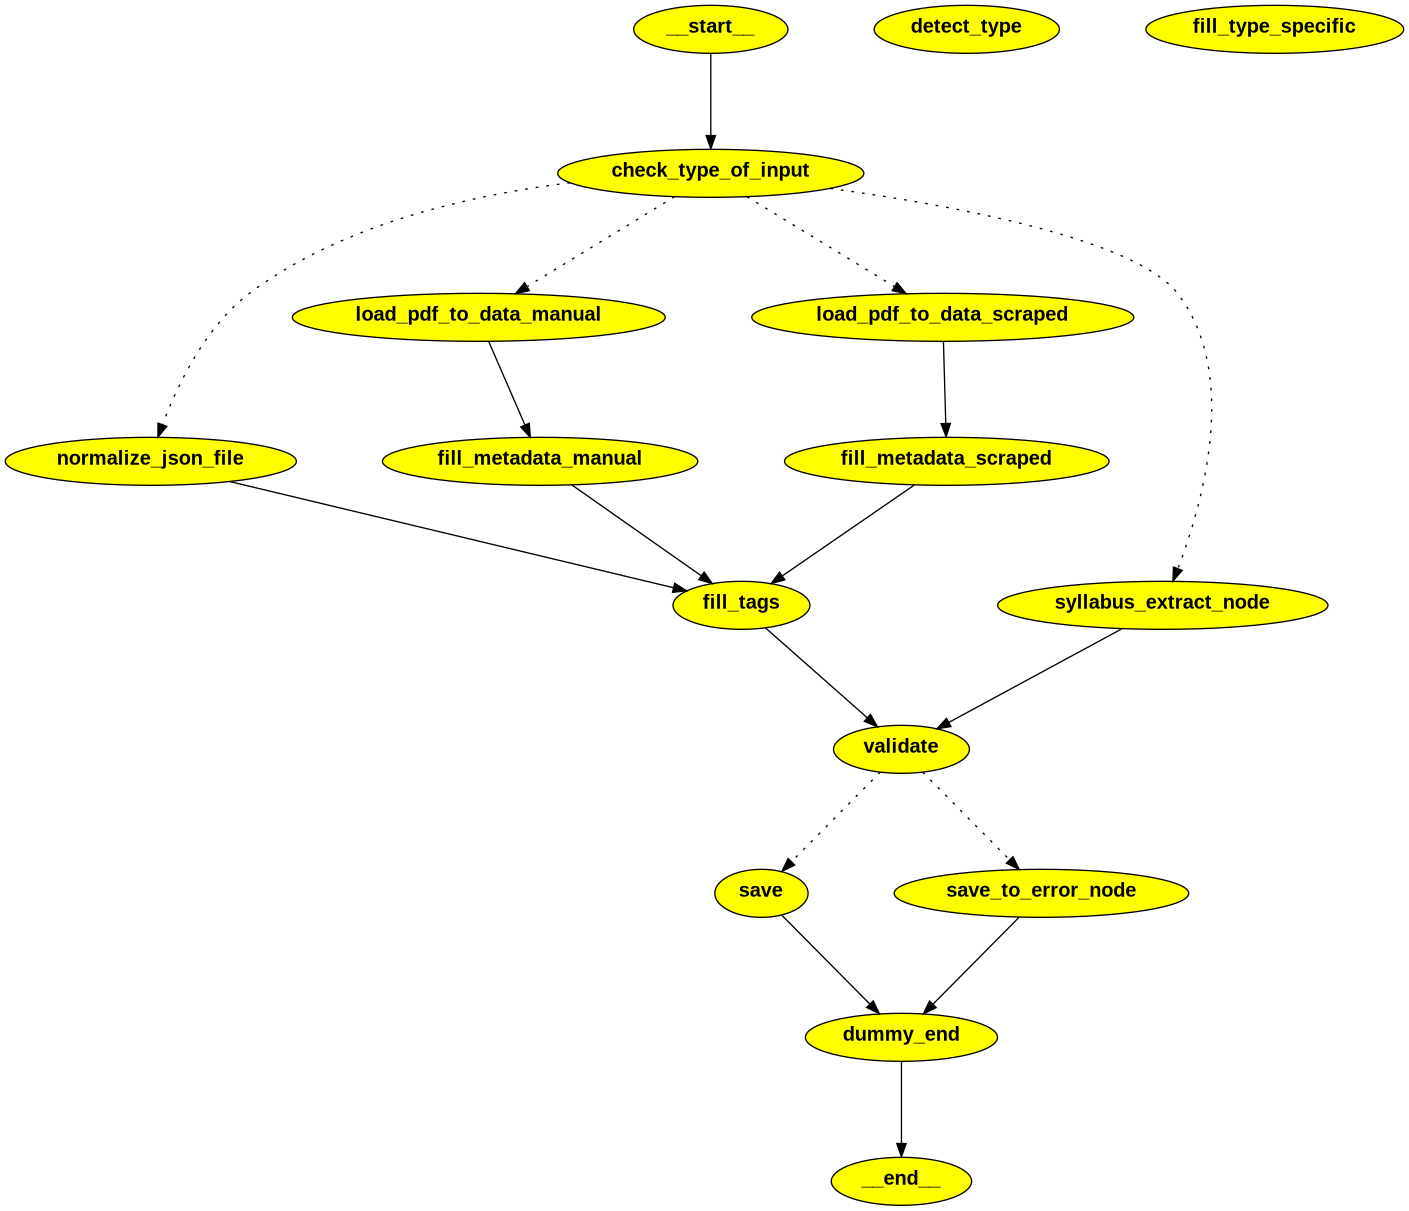 __start__
detect_type
fill_type_specific
check_type_of_input
load_pdf_to_data_manual
load_pdf_to_data_scraped
normalize_json_file
fill_metadata_manual
fill_metadata_scraped
fill_tags
syllabus_extract_node
validate
save
save_to_error_node
dummy_end
__end__